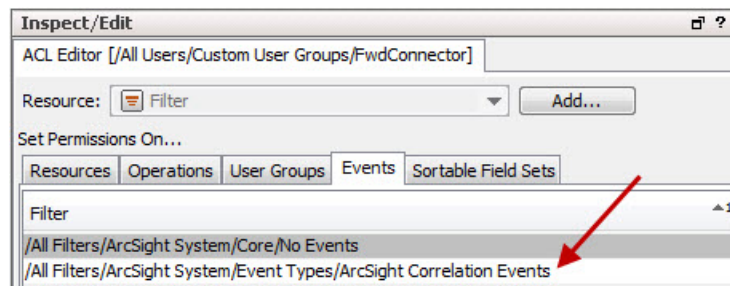 Inspect/Edit
ACL Editor [/All Users/Custom User Groups/FwdConnector]
Resource: Filter Add...
Set Permissions On...
Resources Operations User Groups Events Sortable Field Sets
Filter 1
/All Filters/ArcSight System/Core/No Events
/All Filters/ArcSight System/Event Types/ArcSight Correlation Events